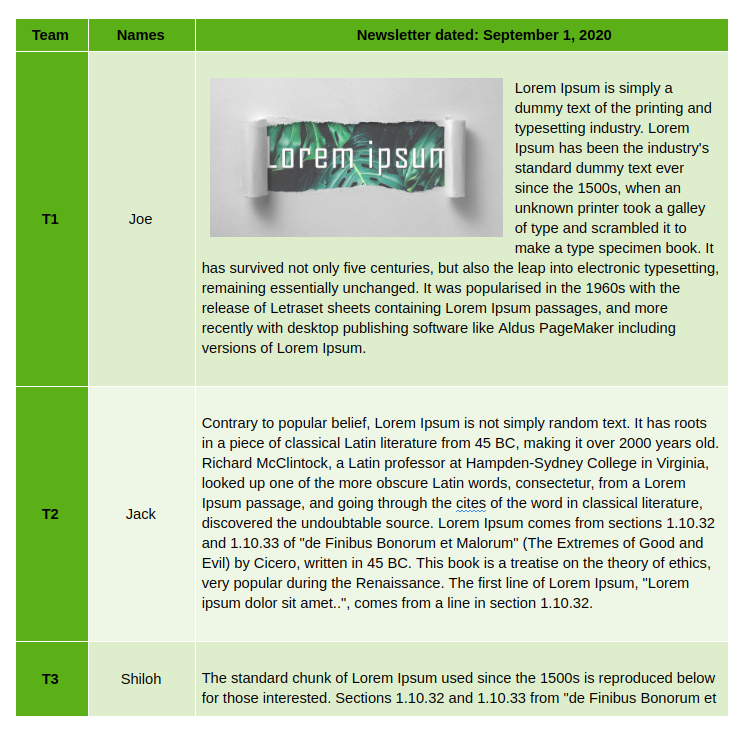 Team Names Newsletter dated: September 1, 2020
T1
Joe
Lorem ipsum
Lorem Ipsum is simply a
dummy text of the printing and
typesetting industry. Lorem
Ipsum has been the industry's
standard dummy text ever
since the 1500s, when an
unknown printer took a galley
of type and scrambled it to
make a type specimen book. It
has survived not only five centuries, but also the leap into electronic typesetting,
remaining essentially unchanged. It was popularised in the 1960s with the
release of Letraset sheets containing Lorem Ipsum passages, and more
recently with desktop publishing software like Aldus PageMaker including
versions of Lorem Ipsum.
T2
Jack
Contrary to popular belief, Lorem Ipsum is not simply random text. It has roots
in a piece of classical Latin literature from 45 BC, making it over 2000 years old.
Richard McClintock, a Latin professor at Hampden-Sydney College in Virginia,
looked up one of the more obscure Latin words, consectetur, from a Lorem
Ipsum passage, and going through the cites of the word in classical literature,
discovered the undoubtable source. Lorem Ipsum comes from sections 1.10.32
and 1.10.33 of "de Finibus Bonorum et Malorum" (The Extremes of Good and
Evil) by Cicero, written in 45 BC. This book is a treatise on the theory of ethics,
very popular during the Renaissance. The first line of Lorem Ipsum, "Lorem
ipsum dolor sit amet..", comes from a line in section 1.10.32.
T3
Shiloh
The standard chunk of Lorem Ipsum used since the 1500s is reproduced below
for those interested. Sections 1.10.32 and 1.10.33 from "de Finibus Bonorum et